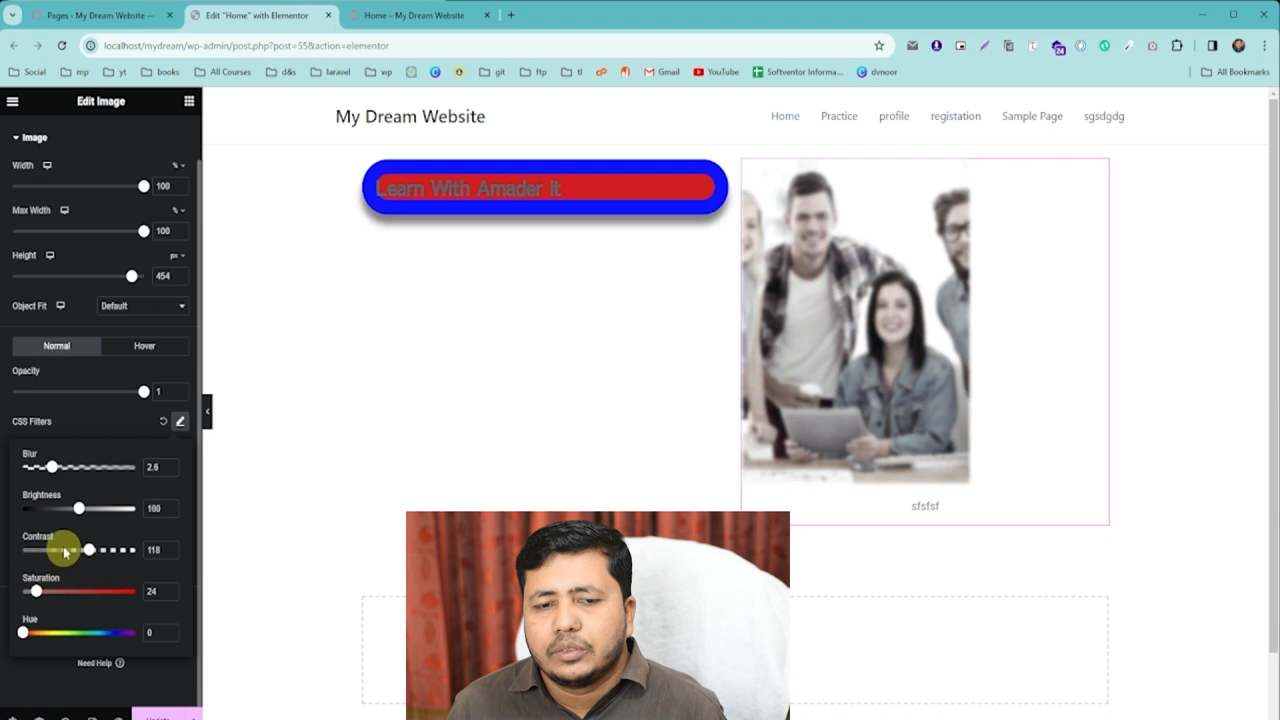 Pages ‹ My Dream Website —
Edit "Home" with Elementor
Home – My Dream Website
localhost/mydream/wp-admin/post.php?post=55&action=elementor
24
Social
mp
yt
books
All Courses
d&s
laravel
wp
git
ftp
tl
Gmail
YouTube
Softventor Informa...
dvnoor
All Bookmarks
Edit Image
Image
Width
%
100
Max Width
%
100
Height
px
454
Object Fit
Default
Normal
Hover
Opacity
1
CSS Filters
Blur
2.6
Brightness
100
Contrast
118
Saturation
24
Hue
0
Need Help
My Dream Website
Home
Practice
profile
registation
Sample Page
sgsdgdg
Learn With Amader It
sfsfsf